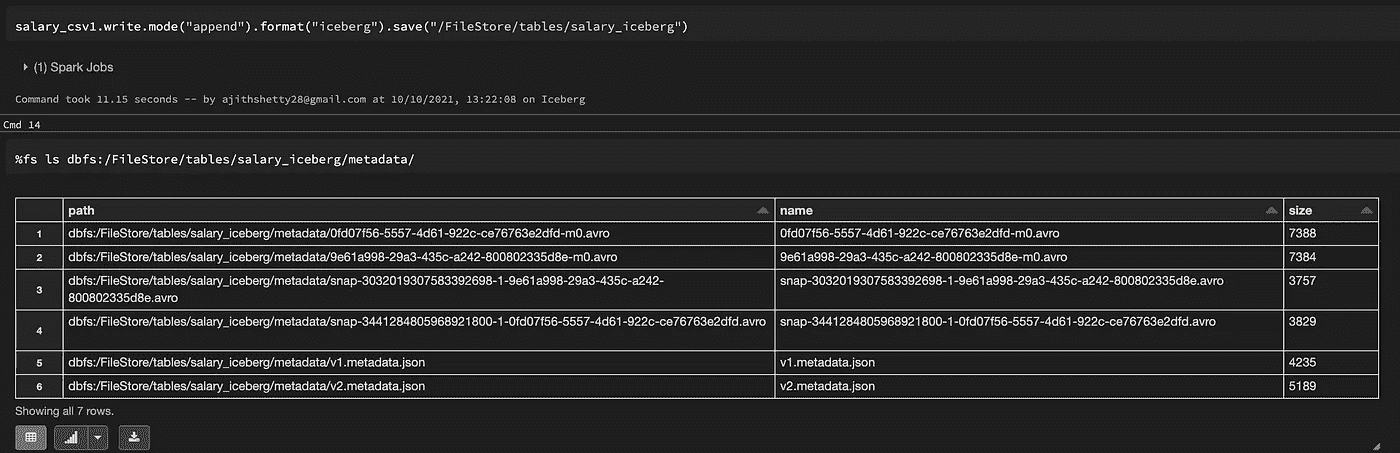 salary_csv1.write.mode("append").format("iceberg").save("/FileStore/tables/salary_iceberg")
(1) Spark Jobs
Command took 11.15 seconds -- by ajithshetty28@gmail.com at 10/10/2021, 13:22:08 on Iceberg
Cmd 14
%fs ls dbfs:/FileStore/tables/salary_iceberg/metadata/
path name size
1 dbfs:/FileStore/tables/salary_iceberg/metadata/0fd07f56-5557-4d61-922c-ce76763e2dfd-m0.avro 0fd07f56-5557-4d61-922c-ce76763e2dfd-m0.avro 7388
2 dbfs:/FileStore/tables/salary_iceberg/metadata/9e61a998-29a3-435c-a242-800802335d8e-m0.avro 9e61a998-29a3-435c-a242-800802335d8e-m0.avro 7384
3 dbfs:/FileStore/tables/salary_iceberg/metadata/snap-3032019307583392698-1-9e61a998-29a3-435c-a242- snap-3032019307583392698-1-9e61a998-29a3-435c-a242-800802335d8e.avro 3757
800802335d8e.avro
4 dbfs:/FileStore/tables/salary_iceberg/metadata/snap-3441284805968921800-1-0fd07f56-5557-4d61-922c-ce76763e2dfd.avro snap-3441284805968921800-1-0fd07f56-5557-4d61-922c-ce76763e2dfd.avro 3829
5 dbfs:/FileStore/tables/salary_iceberg/metadata/v1.metadata.json v1.metadata.json 4235
6 dbfs:/FileStore/tables/salary_iceberg/metadata/v2.metadata.json v2.metadata.json 5189
Showing all 7 rows.